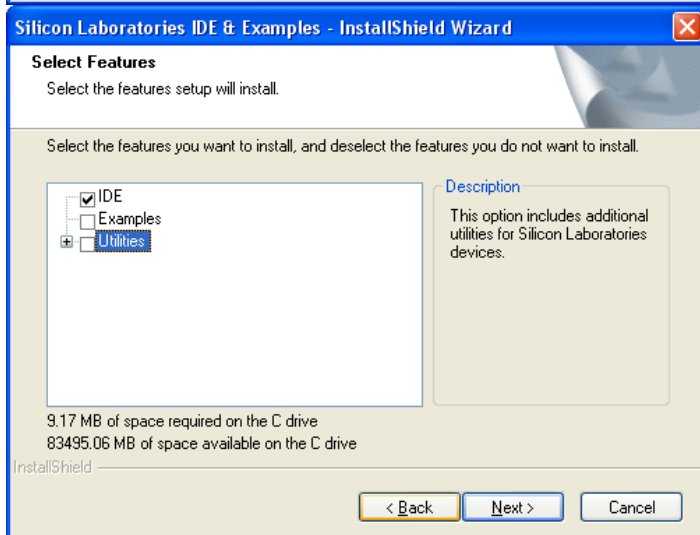 Silicon Laboratories IDE & Examples - InstallShield Wizard
Select Features
Select the features setup will install.
Select the features you want to install, and deselect the features you do not want to install.
IDE
Examples
Utilities
Description
This option includes additional
utilities for Silicon Laboratories
devices.
9.17 MB of space required on the C drive
83495.06 MB of space available on the C drive
InstallShield
< Back
Next >
Cancel